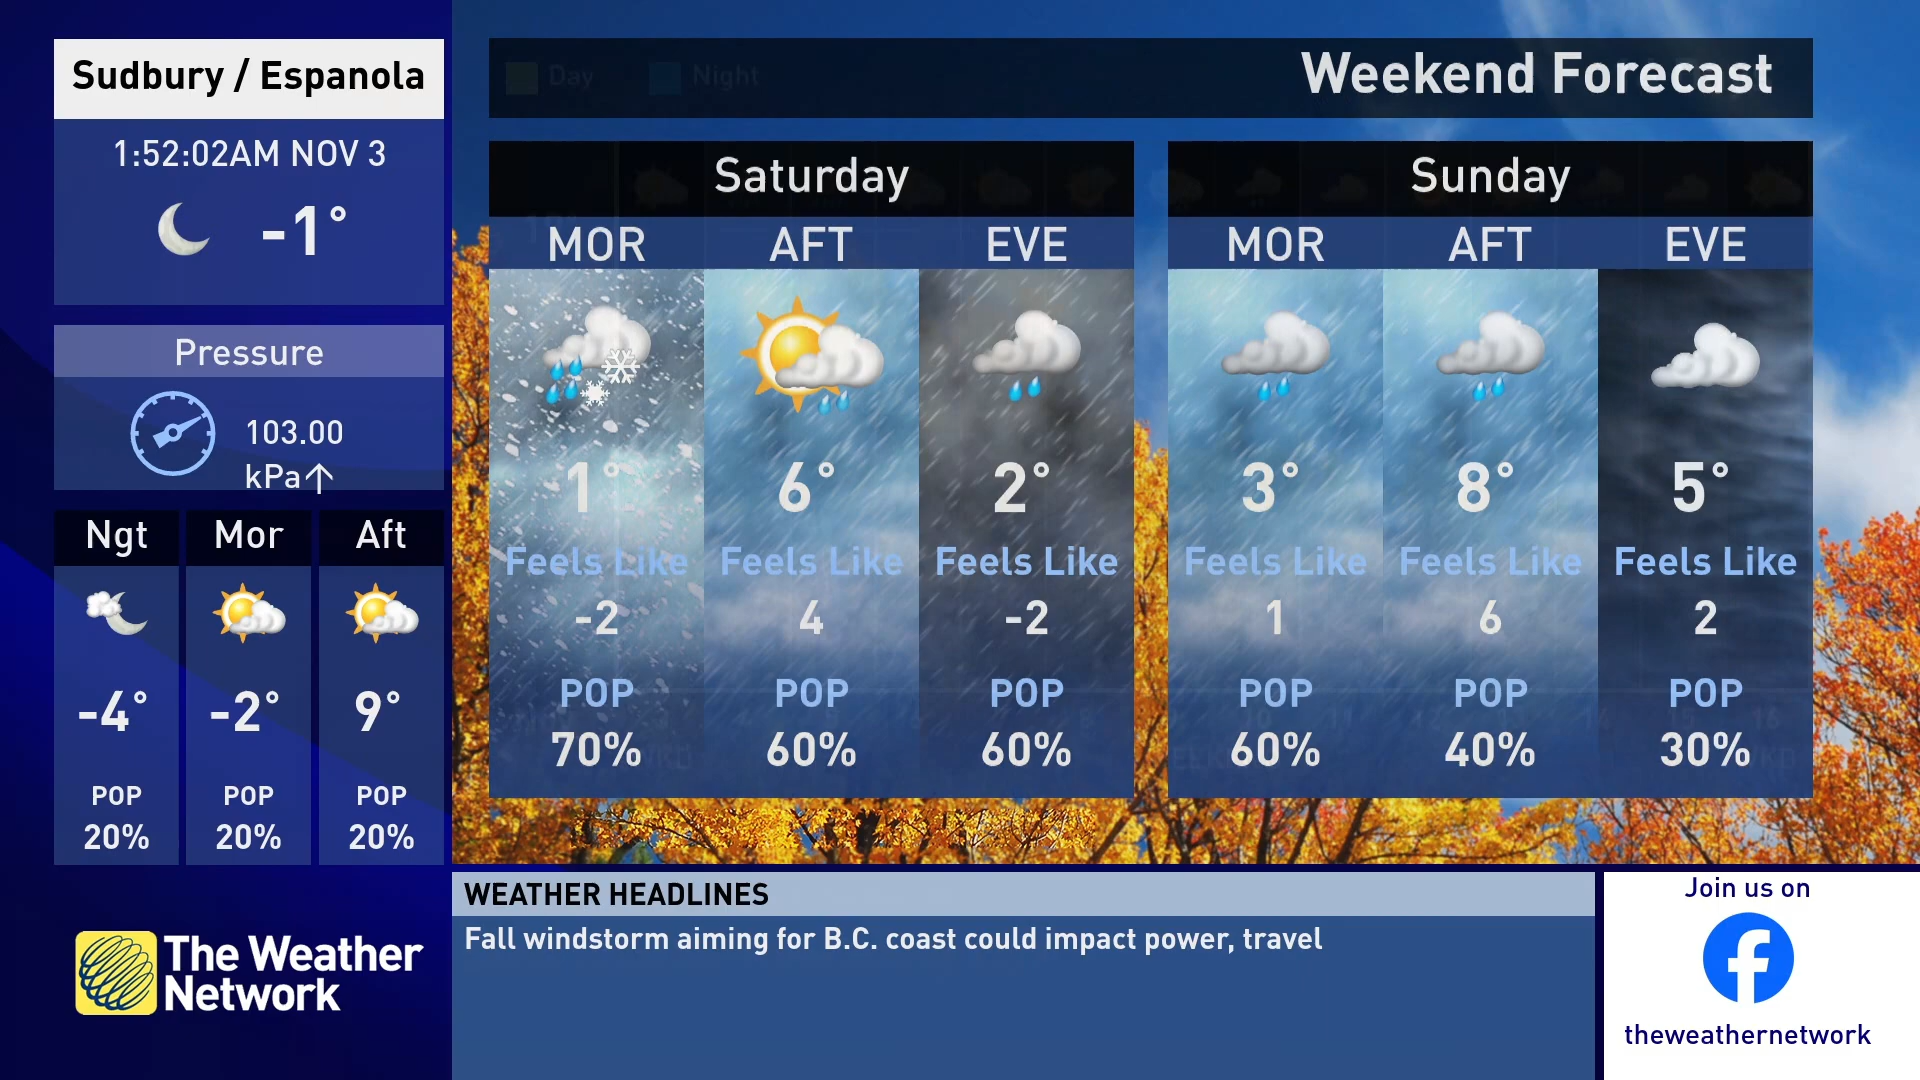 Sudbury / Espanola
1:52:02AM NOV 3
-1°
Pressure
103.00
kPa↑
Ngt Mor Aft
-4° -2° 9°
POP POP POP
20% 20% 20%
The Weather
Network
Day Night
Weekend Forecast
Saturday
MOR AFT EVE
1° 6° 2°
Feels Like Feels Like Feels Like
-2 4 -2
POP POP POP
70% 60% 60%
Sunday
MOR AFT EVE
3° 8° 5°
Feels Like Feels Like Feels Like
1 6 2
POP POP POP
60% 40% 30%
WEATHER HEADLINES
Fall windstorm aiming for B.C. coast could impact power, travel
Join us on
theweathernetwork